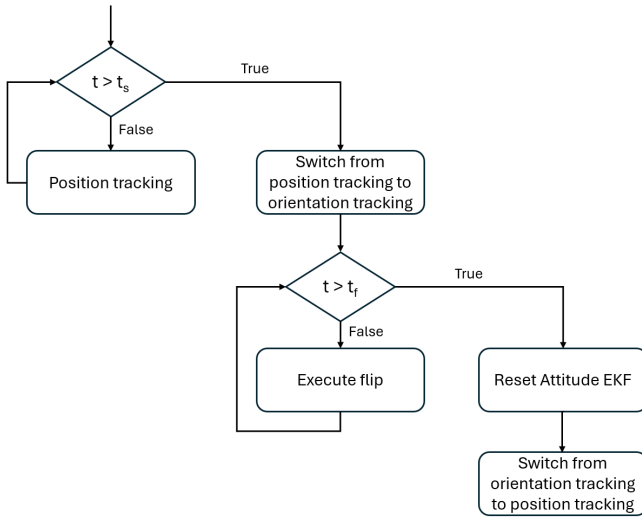 t > tₛ
True
False
Position tracking
Switch from
position tracking to
orientation tracking
t > t_f
True
False
Execute flip
Reset Attitude EKF
Switch from
orientation tracking
to position tracking